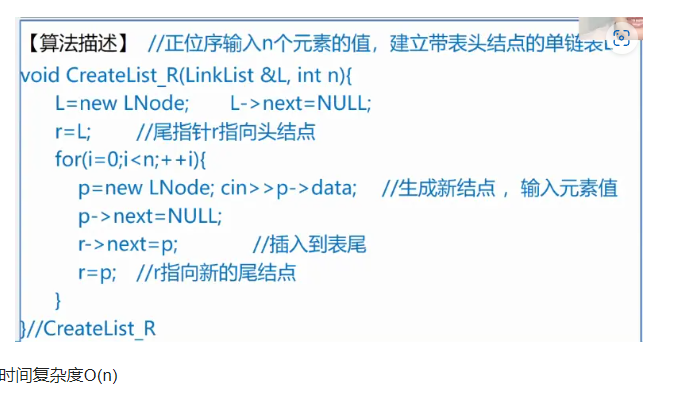 【算法描述】 //正位序输入n个元素的值，建立带表头结点的单链表L
void CreateList_R(LinkList &L, int n){
L=new LNode; L->next=NULL;
r=L; //尾指针r指向头结点
for(i=0;i<n;++i){
p=new LNode; cin>>p->data; //生成新结点，输入元素值
p->next=NULL;
r->next=p; //插入到表尾
r=p; //r指向新的尾结点
}
}//CreateList_R
时间复杂度O(n)